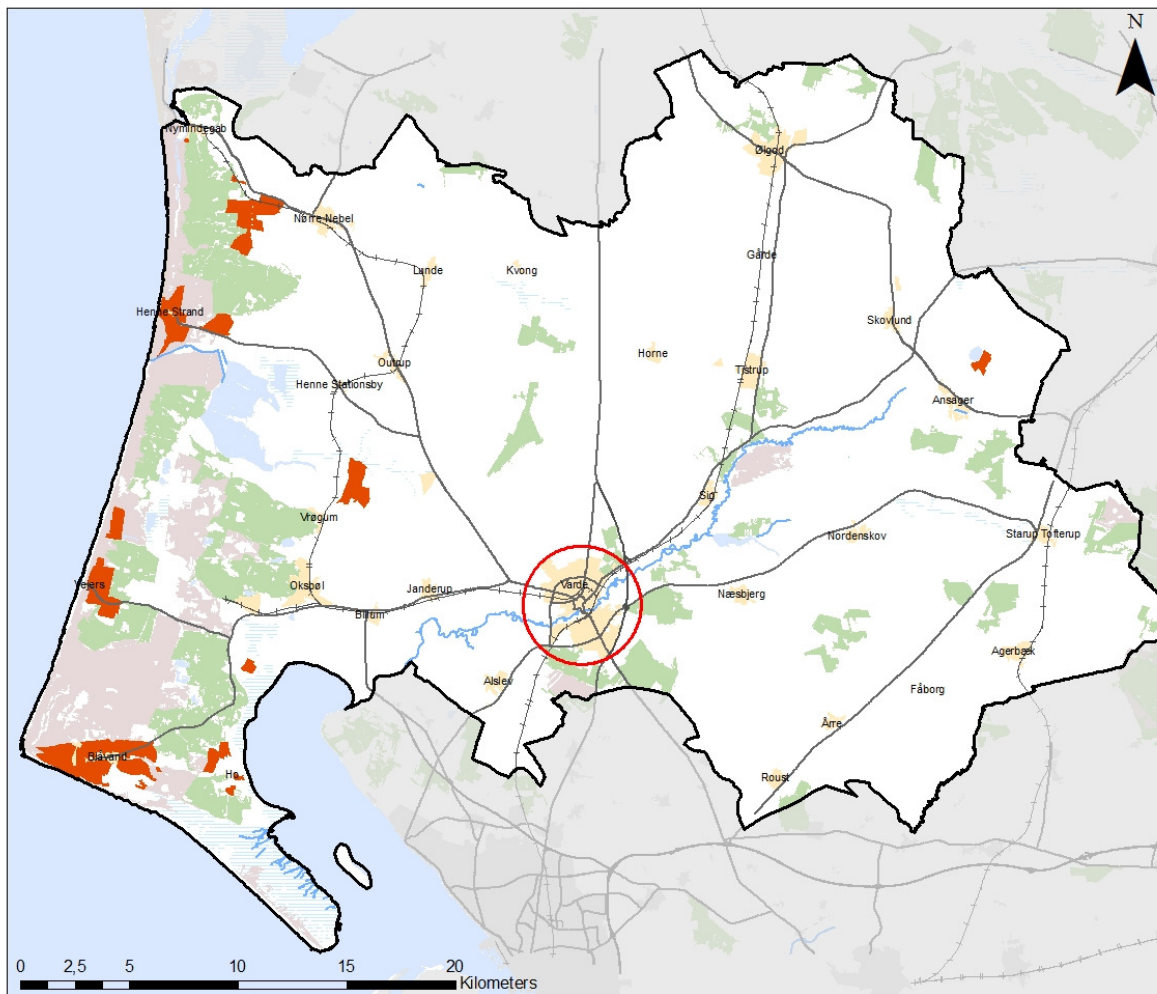 N
Nymindegab
Ølgod
Nørre Nebel
Gårde
Lunde
Kvong
Henne Strand
Skovlund
Horne
Outrup
Tistrup
Henne Stationsby
Ansager
Sig
Vrøgum
Nordenskov
Starup Tofterup
Vejers
Oksbøl
Janderup
Varde
Næsbjerg
Billum
Agerbæk
Alslev
Fåborg
Årre
Blåvand
Ho
Roust
0 2,5 5 10 15 20
Kilometers